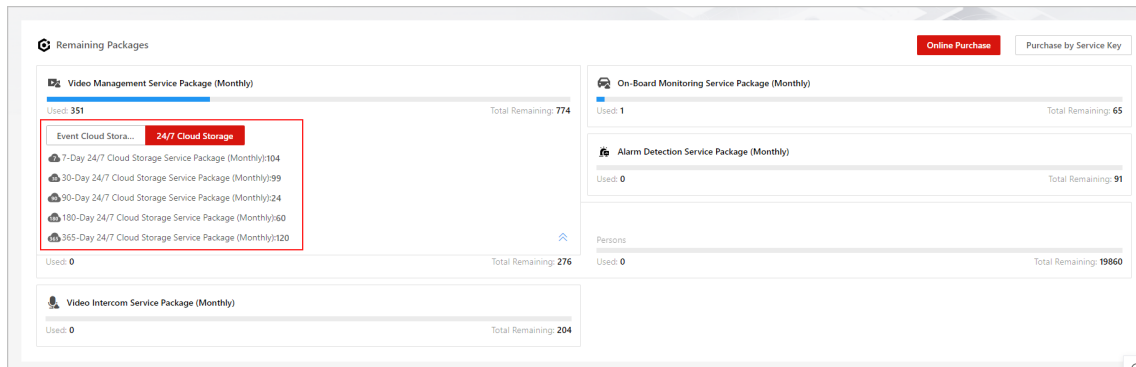 Remaining Packages
Online Purchase
Purchase by Service Key
Video Management Service Package (Monthly)
Used: 351
Total Remaining: 774
Event Cloud Stora...
24/7 Cloud Storage
7
7-Day 24/7 Cloud Storage Service Package (Monthly):104
30
30-Day 24/7 Cloud Storage Service Package (Monthly):99
90
90-Day 24/7 Cloud Storage Service Package (Monthly):24
180
180-Day 24/7 Cloud Storage Service Package (Monthly):60
365
365-Day 24/7 Cloud Storage Service Package (Monthly):120
Used: 0
Total Remaining: 276
Video Intercom Service Package (Monthly)
Used: 0
Total Remaining: 204
On-Board Monitoring Service Package (Monthly)
Used: 1
Total Remaining: 65
Alarm Detection Service Package (Monthly)
Used: 0
Total Remaining: 91
Persons
Used: 0
Total Remaining: 19860